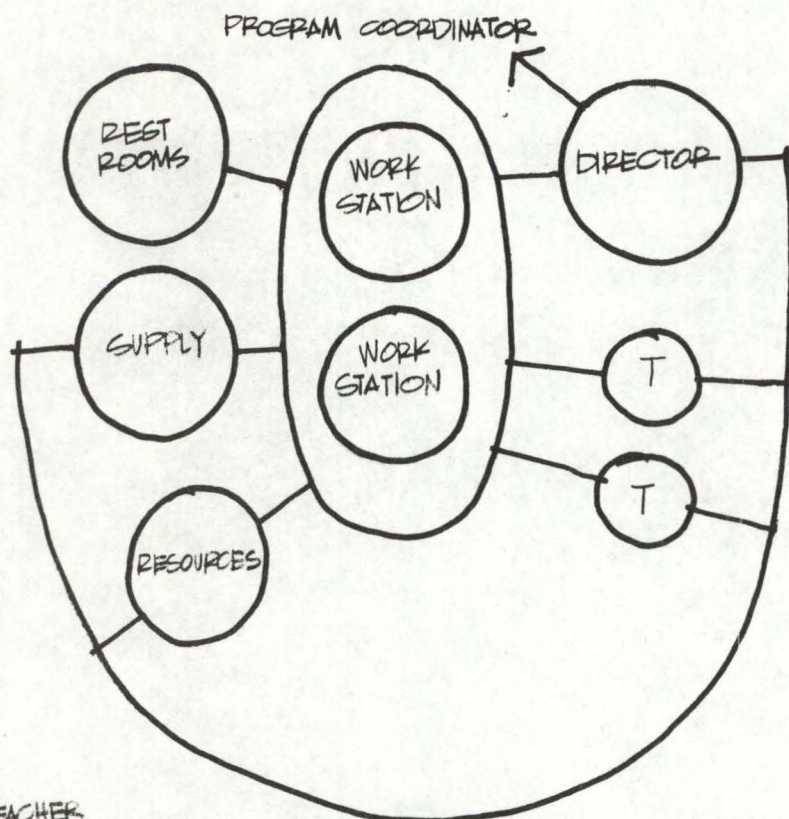 PROGRAM COORDINATOR
REST
ROOMS
WORK
STATION
DIRECTOR
SUPPLY
WORK
STATION
T
T
RESOURCES